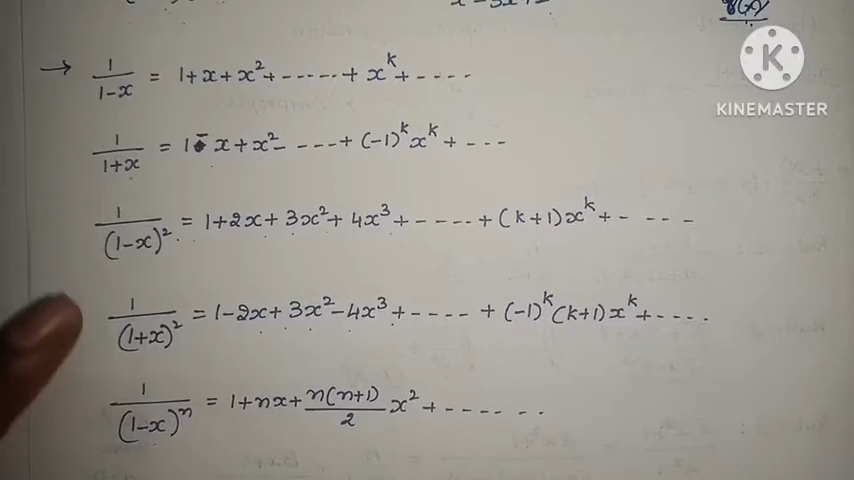 → 1/(1-x) = 1+x+x²+-----+x^k+----
K
KINEMASTER
1/(1+x) = 1-x+x²----+(-1)^k x^k+---
1/(1-x)² = 1+2x+3x²+4x³+----+(k+1)x^k+----
1/(1+x)² = 1-2x+3x²-4x³+----+(-1)^k(k+1)x^k+----
1/(1-x)^n = 1+nx+n(n+1)/2 x²+------